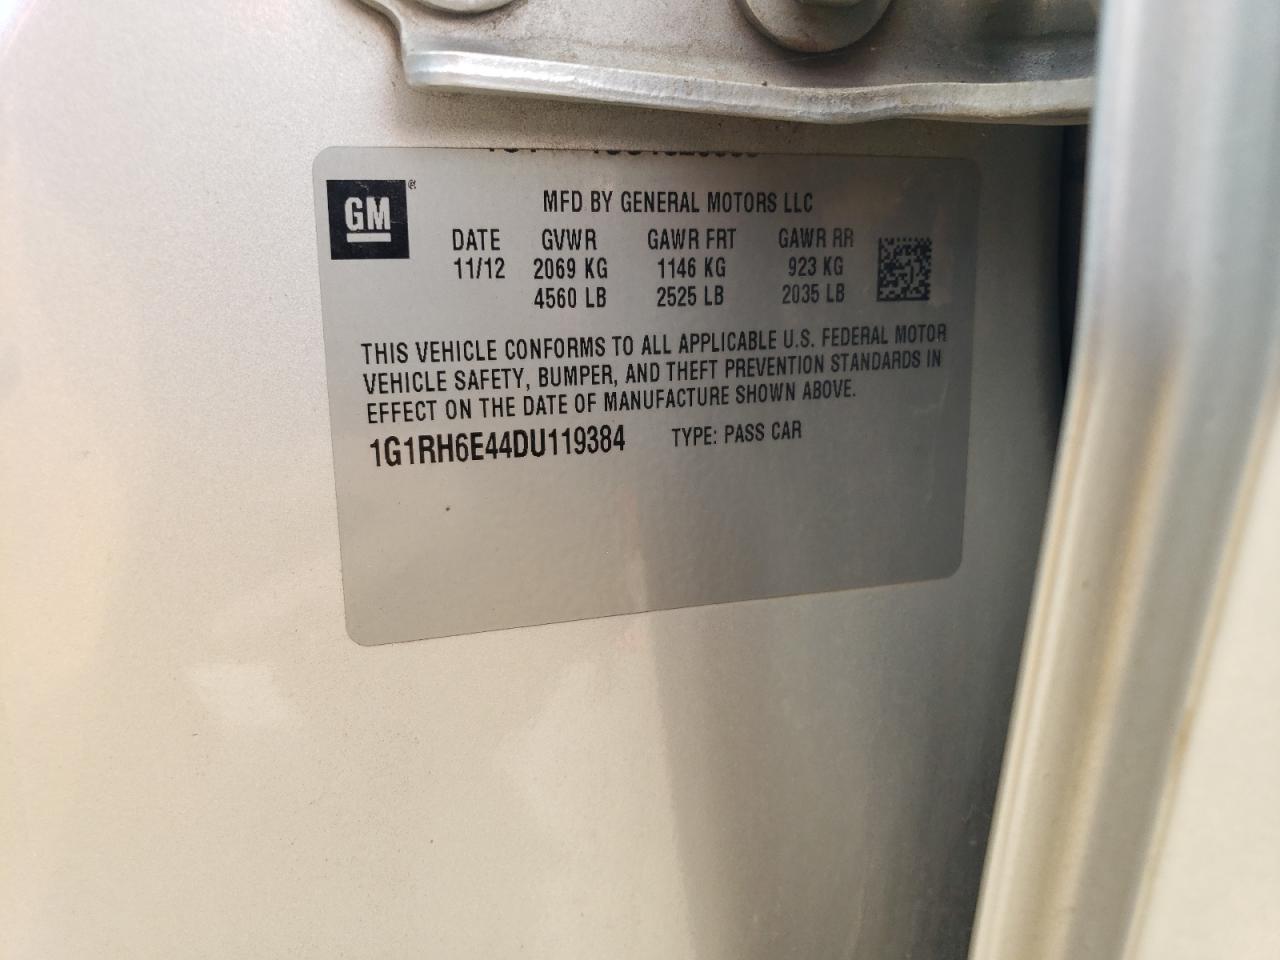 GM®
MFD BY GENERAL MOTORS LLC
DATE GVWR GAWR FRT GAWR RR
11/12 2069 KG 1146 KG 923 KG
4560 LB 2525 LB 2035 LB
THIS VEHICLE CONFORMS TO ALL APPLICABLE U.S. FEDERAL MOTOR
VEHICLE SAFETY, BUMPER, AND THEFT PREVENTION STANDARDS IN
EFFECT ON THE DATE OF MANUFACTURE SHOWN ABOVE.
1G1RH6E44DU119384 TYPE: PASS CAR